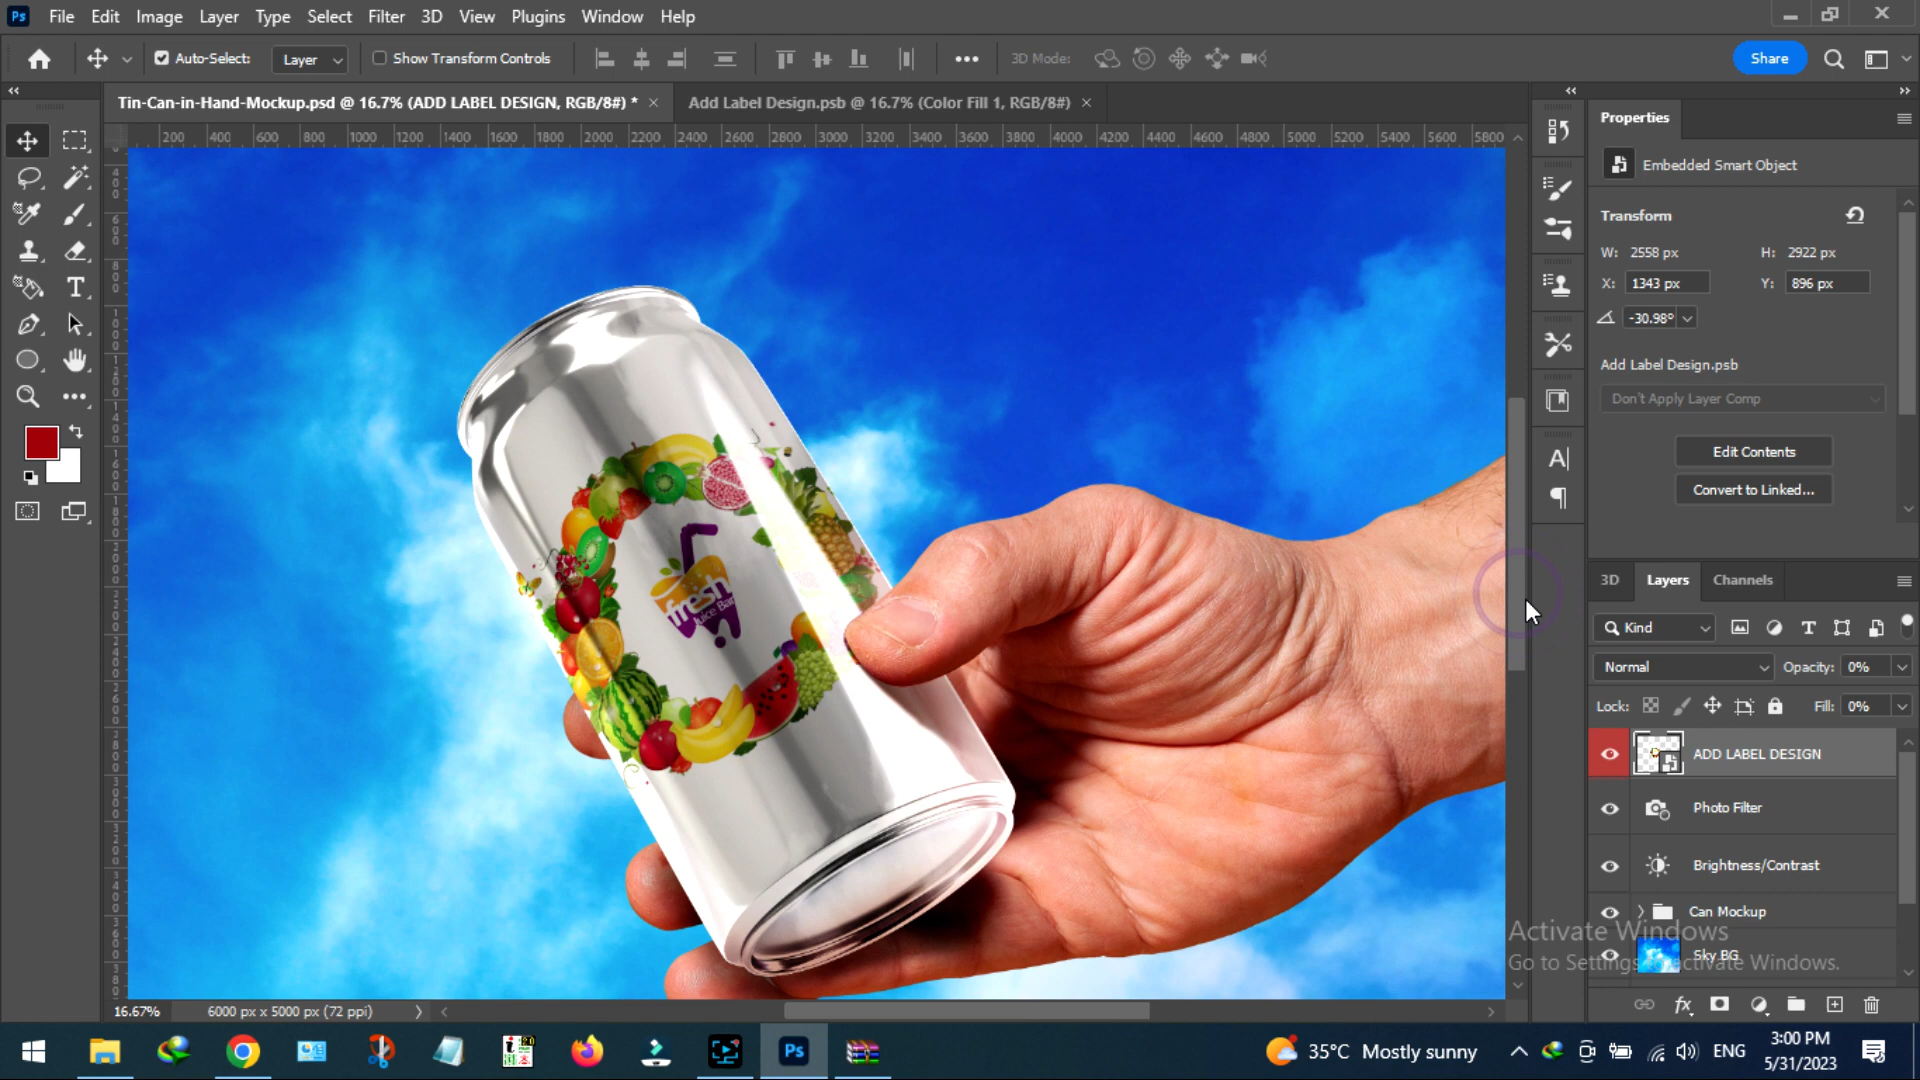 Ps File Edit Image Layer Type Select Filter 3D View Plugins Window Help
Auto-Select: Layer Show Transform Controls 3D Mode: Share
Tin-Can-in-Hand-Mockup.psd @ 16.7% (ADD LABEL DESIGN, RGB/8#) * Add Label Design.psb @ 16.7% (Color Fill 1, RGB/8#)
200 400 600 800 1000 1200 1400 1600 1800 2000 2200 2400 2600 2800 3000 3200 3400 3600 3800 4000 4200 4400 4600 4800 5000 5200 5400 5600 5800
Properties
Embedded Smart Object
Transform
W: 2558 px H: 2922 px
X: 1343 px Y: 896 px
-30.98°
Add Label Design.psb
Don't Apply Layer Comp
Edit Contents
Convert to Linked...
fresh
Juice Bar
3D Layers Channels
Kind
Normal Opacity: 0%
Lock: Fill: 0%
ADD LABEL DESIGN
Photo Filter
Brightness/Contrast
Can Mockup
Activate Windows
Sky BG
Go to Settings to activate Windows.
16.67% 6000 px x 5000 px (72 ppi)
Ps 35°C Mostly sunny ENG 3:00 PM
5/31/2023